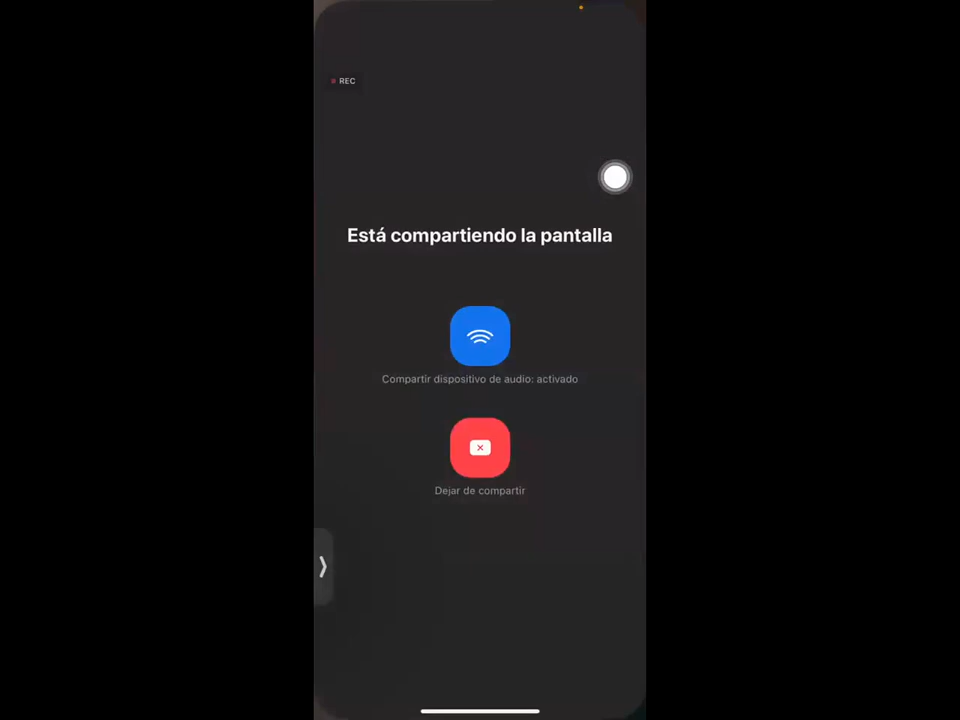 REC
Está compartiendo la pantalla
Compartir dispositivo de audio: activado
Dejar de compartir